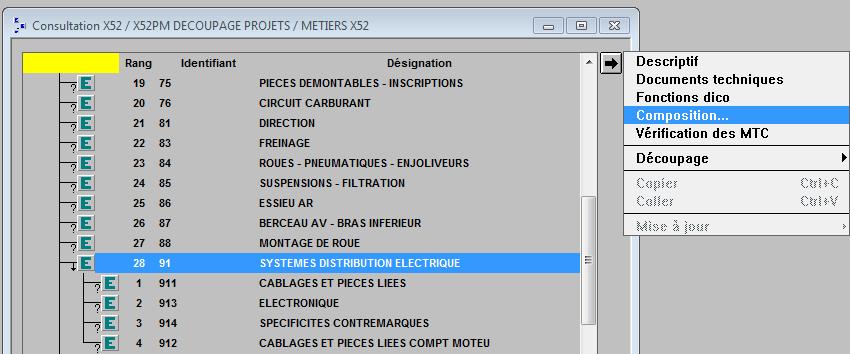 Consultation X52 / X52PM DECOUPAGE PROJETS / METIERS X52
Rang Identifiant Désignation
E 19 75 PIECES DEMONTABLES - INSCRIPTIONS
E 20 76 CIRCUIT CARBURANT
E 21 81 DIRECTION
E 22 83 FREINAGE
E 23 84 ROUES - PNEUMATIQUES - ENJOLIVEURS
E 24 85 SUSPENSIONS - FILTRATION
E 25 86 ESSIEU AR
E 26 87 BERCEAU AV - BRAS INFERIEUR
E 27 88 MONTAGE DE ROUE
E 28 91 SYSTEMES DISTRIBUTION ELECTRIQUE
E 1 911 CABLAGES ET PIECES LIEES
E 2 913 ELECTRONIQUE
E 3 914 SPECIFICITES CONTREMARQUES
E 4 912 CABLAGES ET PIECES LIEES COMPT MOTEU
Descriptif
Documents techniques
Fonctions dico
Composition...
Vérification des MTC
Découpage
Copier Ctrl+C
Coller Ctrl+V
Mise à jour